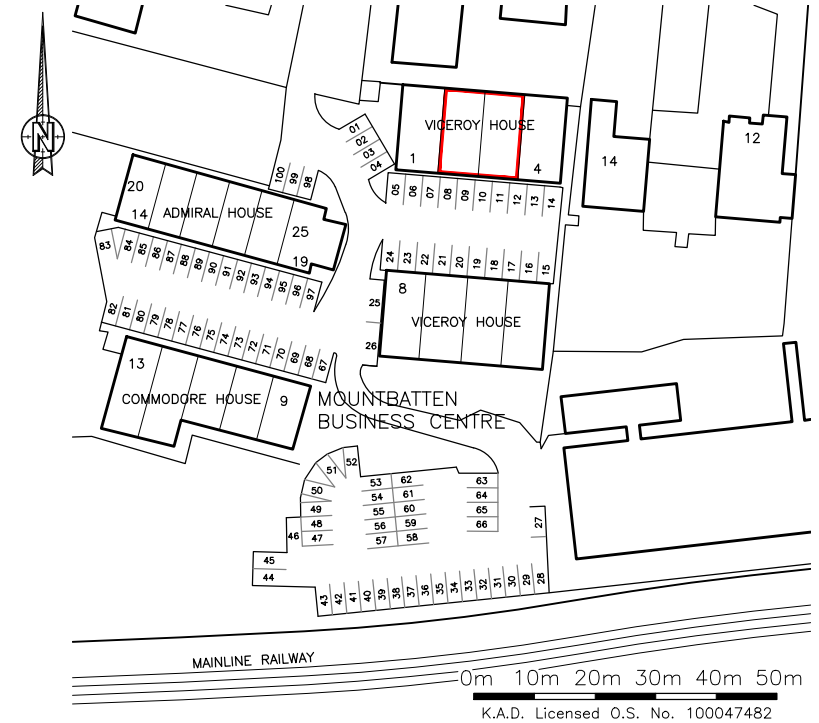 N
01
02
03
04
VICEROY HOUSE
1
4
14
12
05 06 07 08 09 10 11 12 13 14
100 99 98
20
14
ADMIRAL HOUSE
25
19
83 84 85 86 87 88 89 90 91 92 93 94 95 96 97
24 23 22 21 20 19 18 17 16 15
8
25
26
VICEROY HOUSE
82 81 80 79 78 77 76 75 74 73 72 71 70 69 68 67
13
COMMODORE HOUSE
9
MOUNTBATTEN
BUSINESS CENTRE
52
51
50
49
48
47
46
45
44
53 62
54 61
55 60
56 59
57 58
63
64
65
66
27
43 42 41 40 39 38 37 36 35 34 33 32 31 30 29 28
MAINLINE RAILWAY
0m 10m 20m 30m 40m 50m
K.A.D. Licensed O.S. No. 100047482